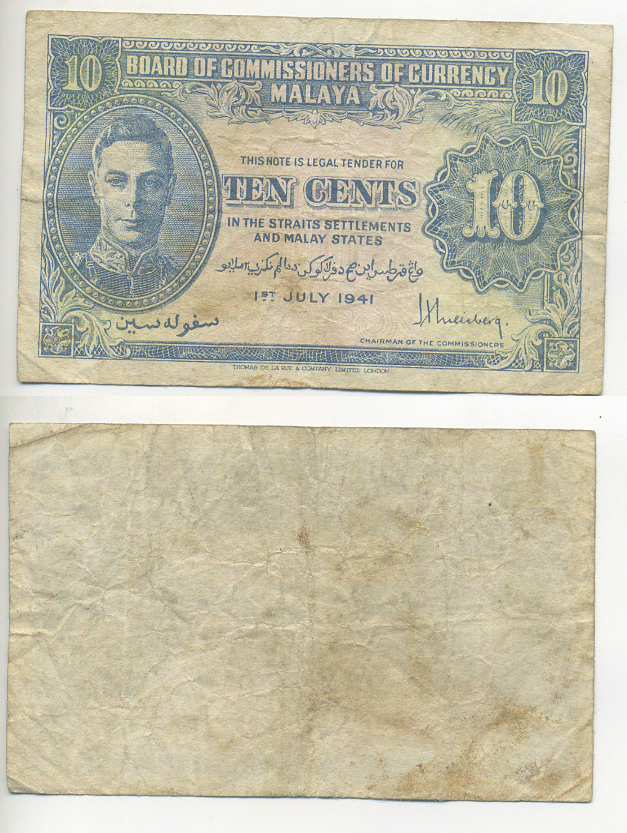 10 BOARD OF COMMISSIONERS OF CURRENCY 10
MALAYA
THIS NOTE IS LEGAL TENDER FOR
TEN CENTS
10
IN THE STRAITS SETTLEMENTS
AND MALAY STATES
1ST JULY 1941
سڤوله سين
CHAIRMAN OF THE COMMISSIONERS
THOMAS DE LA RUE & COMPANY, LIMITED LONDON